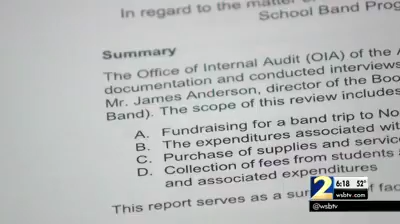 In regard to the matter
School Band Prog
Summary
The Office of Internal Audit (OIA) of the A
documentation and conducted interviews
Mr. James Anderson, director of the Boo
Band). The scope of this review includes
A. Fundraising for a band trip to No
B. The expenditures associated wit
C. Purchase of supplies and service
D. Collection of fees from students
and associated expenditures
This report serves as a
2 6:18 52°
wsbtv.com
@wsbtv